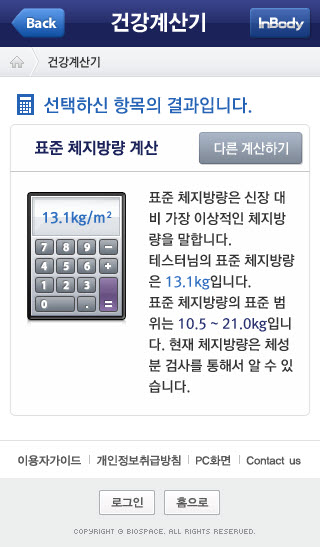 Back
건강계산기
InBody
건강계산기
선택하신 항목의 결과입니다.
표준 체지방량 계산
다른 계산하기
13.1kg/m²
7 8 9 −
4 5 6 +
1 2 3
0 . =
표준 체지방량은 신장 대
비 가장 이상적인 체지방
량을 말합니다.
테스터님의 표준 체지방량
은 13.1kg입니다.
표준 체지방량의 표준 범
위는 10.5 ~ 21.0kg입니
다. 현재 체지방량은 체성
분 검사를 통해서 알 수 있
습니다.
이용자가이드 | 개인정보취급방침 | PC화면 | Contact us
로그인
홈으로
COPYRIGHT @ BIOSPACE. ALL RIGHTS RESERVED.